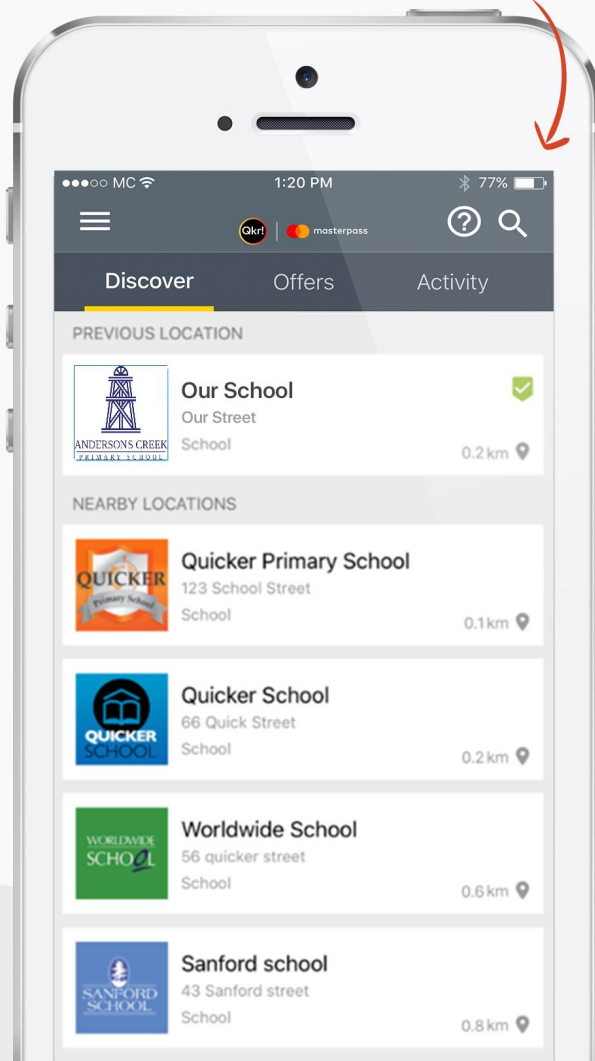 MC
1:20 PM
77%
Qkr!
masterpass
Discover
Offers
Activity
PREVIOUS LOCATION
ANDERSONS CREEK
PRIMARY SCHOOL
Our School
Our Street
School
0.2 km
NEARBY LOCATIONS
QUICKER
Primary School
Quicker Primary School
123 School Street
School
0.1 km
QUICKER
SCHOOL
Quicker School
66 Quick Street
School
0.2 km
WORLDWIDE
SCHOOL
Worldwide School
56 quicker street
School
0.6 km
SANFORD
SCHOOL
Sanford school
43 Sanford street
School
0.8 km